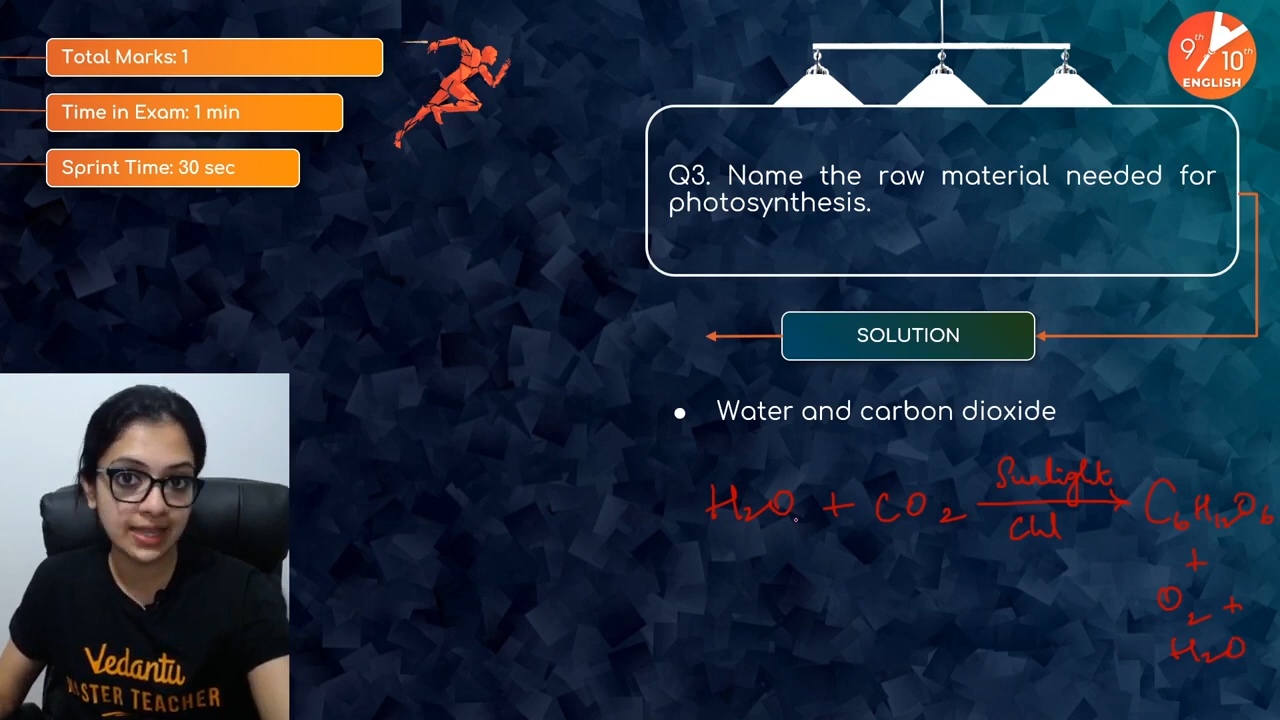 Total Marks: 1
Time in Exam: 1 min
Sprint Time: 30 sec
9th 10th
ENGLISH
Q3. Name the raw material needed for
photosynthesis.
SOLUTION
● Water and carbon dioxide
H₂O + CO₂ Sunlight → C₆H₁₂O₆
Chl
+
O₂ +
H₂O
Vedantu
MASTER TEACHER